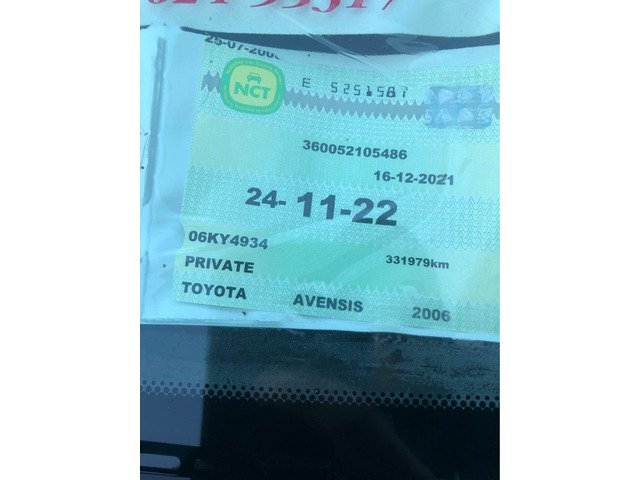 25-07-200
NCT
E 5251587
360052105486
16-12-2021
24-11-22
06KY4934
331979km
PRIVATE
TOYOTA AVENSIS 2006